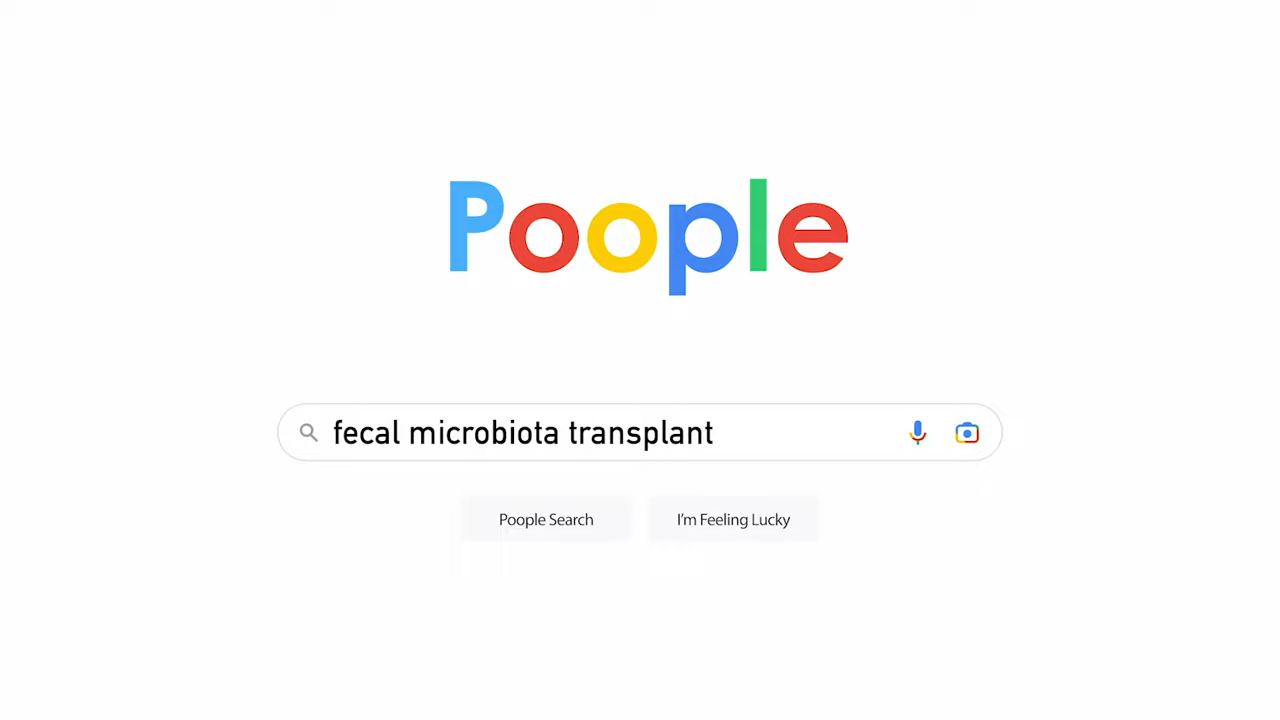 Poople
fecal microbiota transplant
Poople Search
I'm Feeling Lucky